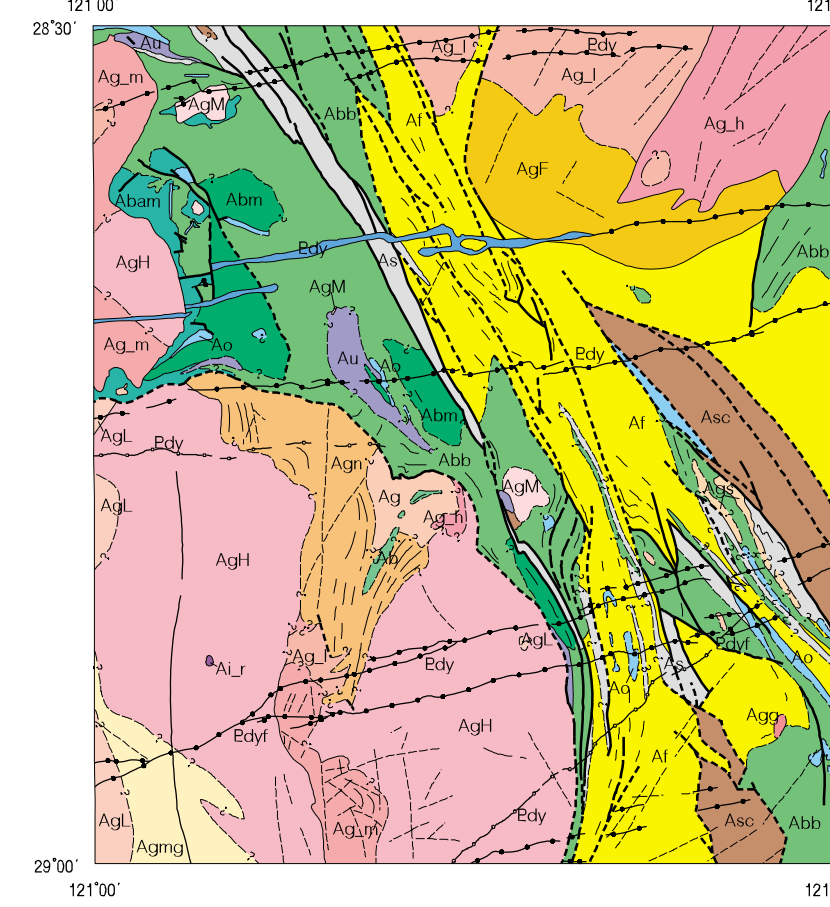 121 00
121
28°30′
Au
Ag_l
Pdy
Ag_m
Ag_l
AgM
Abb
Af
Ag_h
AgF
Abam
Abm
Pdy
Abb
AgH
As
AgM
Ag_m
Ao
Au
Ab
Pdy
Abm
Af
Asc
AgL
Pdy
Agn
Abb
Ag
AgM
Ags
AgL
Ag_h
AgH
Ab
AgL
Pdyf
Ag_l
Pdy
As
Ao
Ai_r
Ao
Agg
Pdyf
AgH
Af
Pdy
AgL
Ag_m
Asc
Abb
Agmg
29°00′
121°00′
121